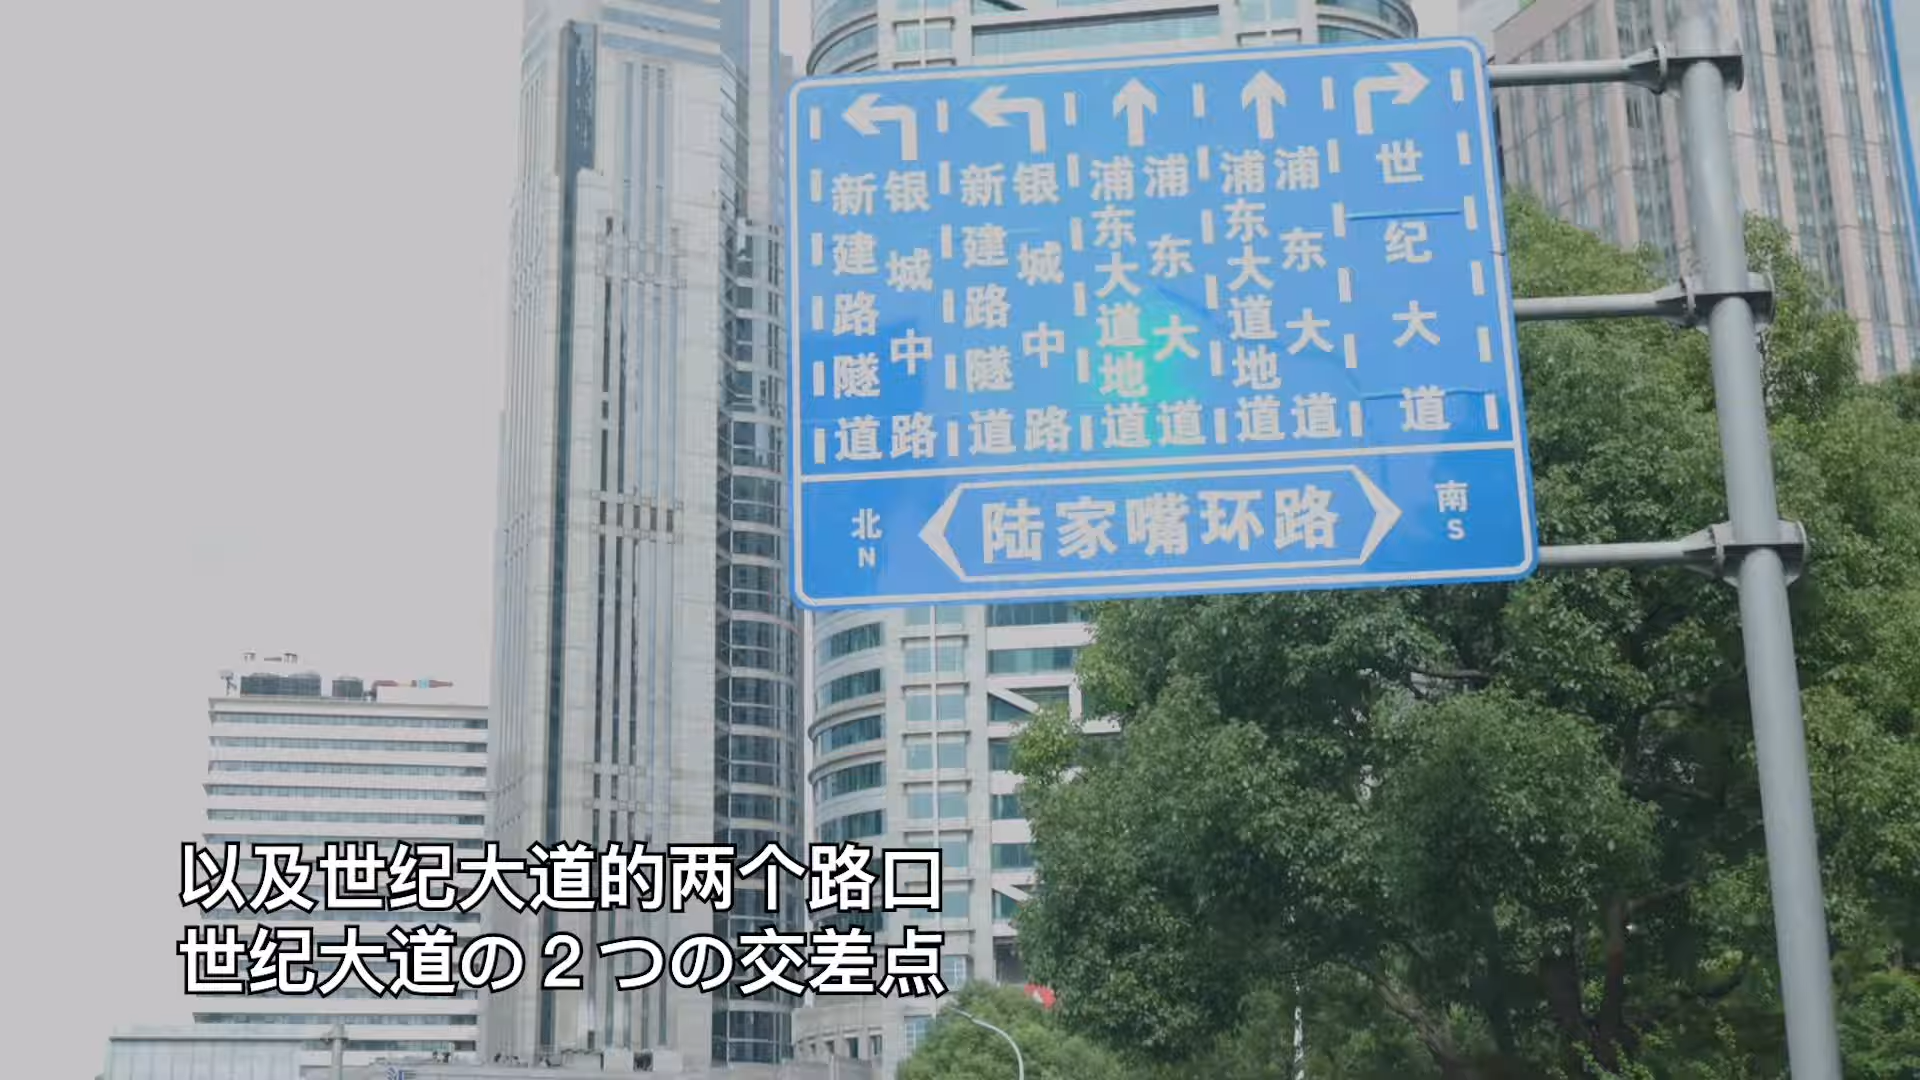 新建路隧道
银城中路
新建路隧道
银城中路
浦东大道地道
浦东大道
浦东大道地道
浦东大道
世纪大道
北
N
陆家嘴环路
南
S
以及世纪大道的两个路口
世纪大道の２つの交差点